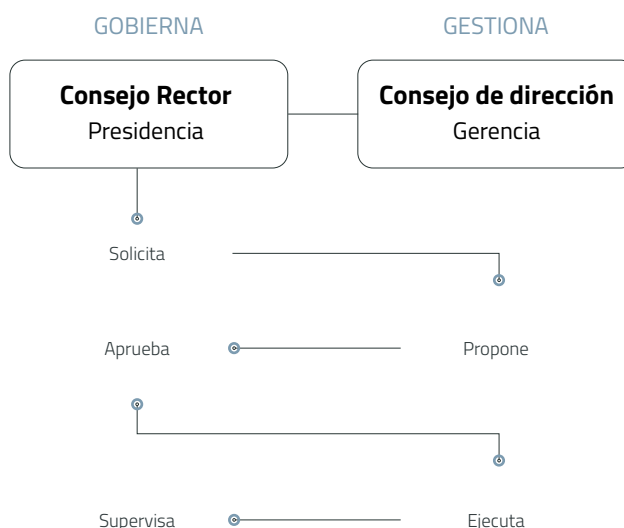 GOBIERNA
GESTIONA
Consejo Rector
Presidencia
Consejo de dirección
Gerencia
Solicita
Aprueba
Propone
Supervisa
Ejecuta